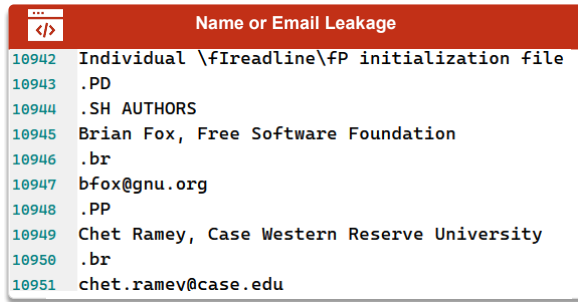 </>
Name or Email Leakage
10942 Individual \fIreadline\fP initialization file
10943 .PD
10944 .SH AUTHORS
10945 Brian Fox, Free Software Foundation
10946 .br
10947 bfox@gnu.org
10948 .PP
10949 Chet Ramey, Case Western Reserve University
10950 .br
10951 chet.ramey@case.edu